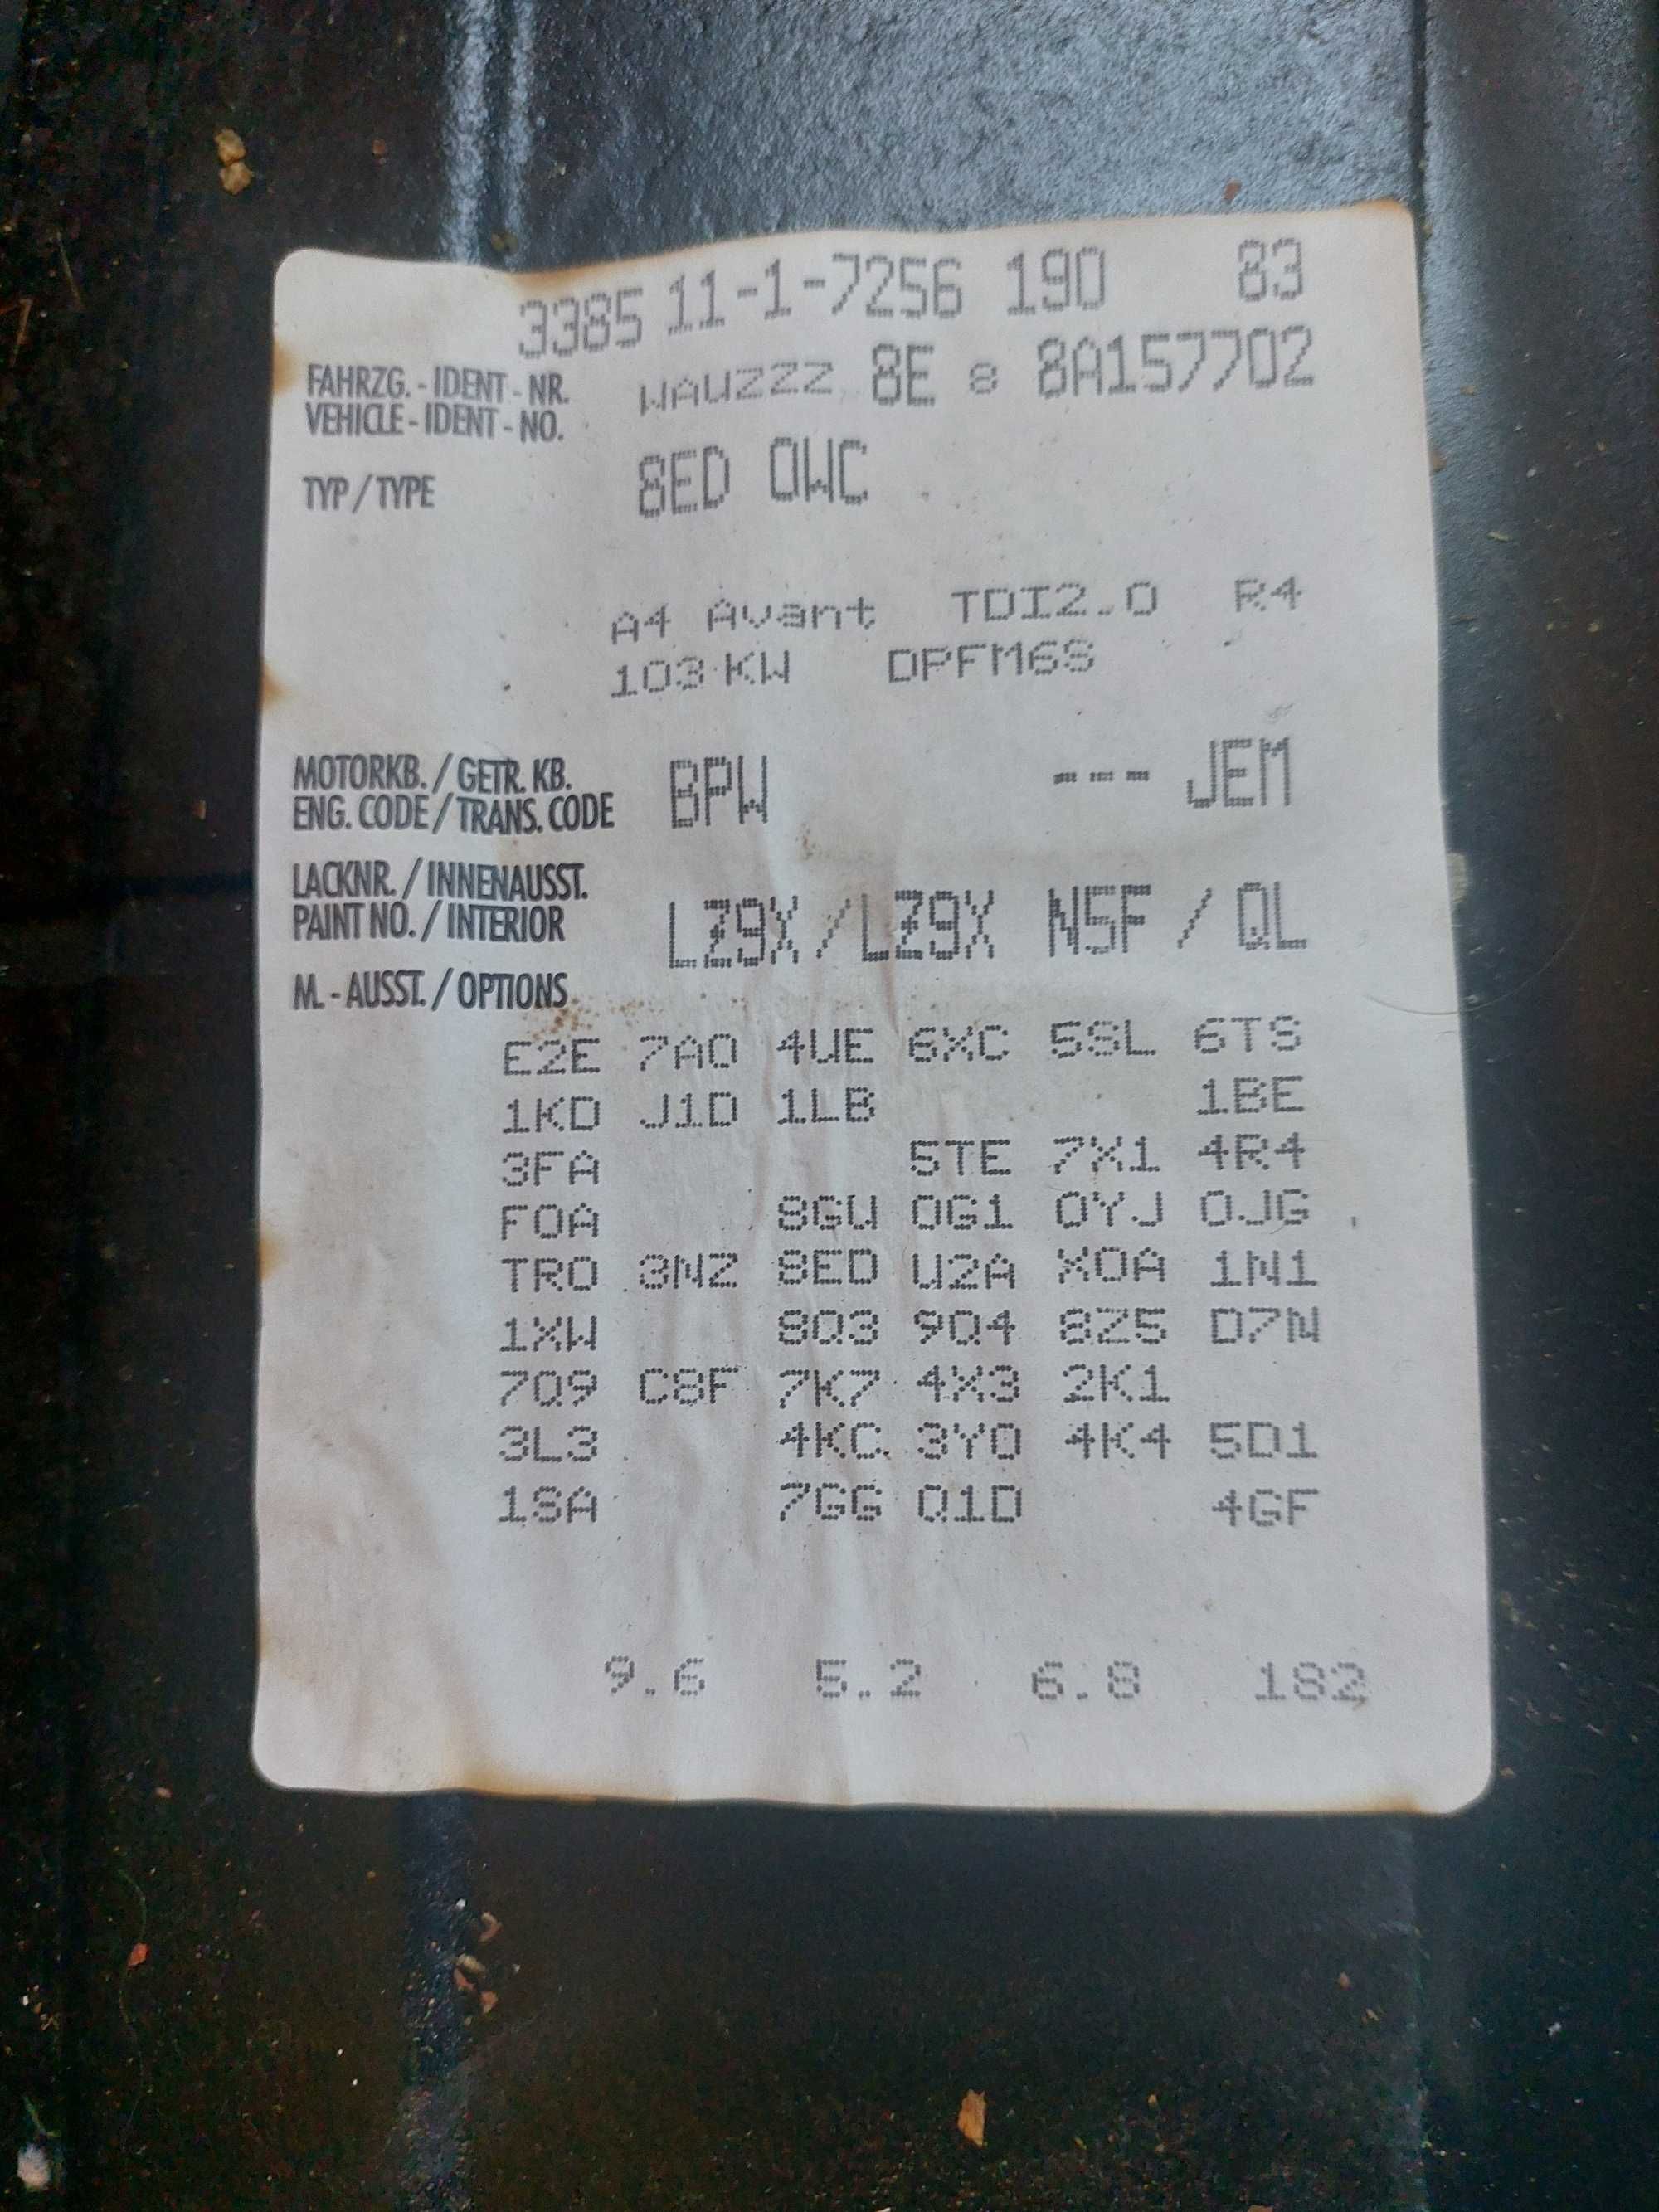 3385 11-1-7256 190 83
FAHRZG.-IDENT-NR. WAUZZZ 8E 8 8A157702
VEHICLE-IDENT-NO.
TYP/TYPE 8ED 0WC
A4 Avant TDI2.0 R4
103 KW DPFM6S
MOTORKB./GETR. KB. BPW --- JEM
ENG. CODE/TRANS. CODE
LACKNR./INNENAUSST.
PAINT NO./INTERIOR LZ9X/LZ9X N5F / QL
M.-AUSST./OPTIONS
E2E 7A0 4UE 6XC 5SL 6TS
1KD J1D 1LB 1BE
3FA 5TE 7X1 4R4
F0A 8GU 0G1 0YJ 0JG
TR0 3NZ 8ED U2A X0A 1N1
1XW 8Q3 9Q4 8Z5 D7N
7Q9 C8F 7K7 4X3 2K1
3L3 4KC 3Y0 4K4 5D1
1SA 7GG Q1D 4GF
9.6 5.2 6.8 182